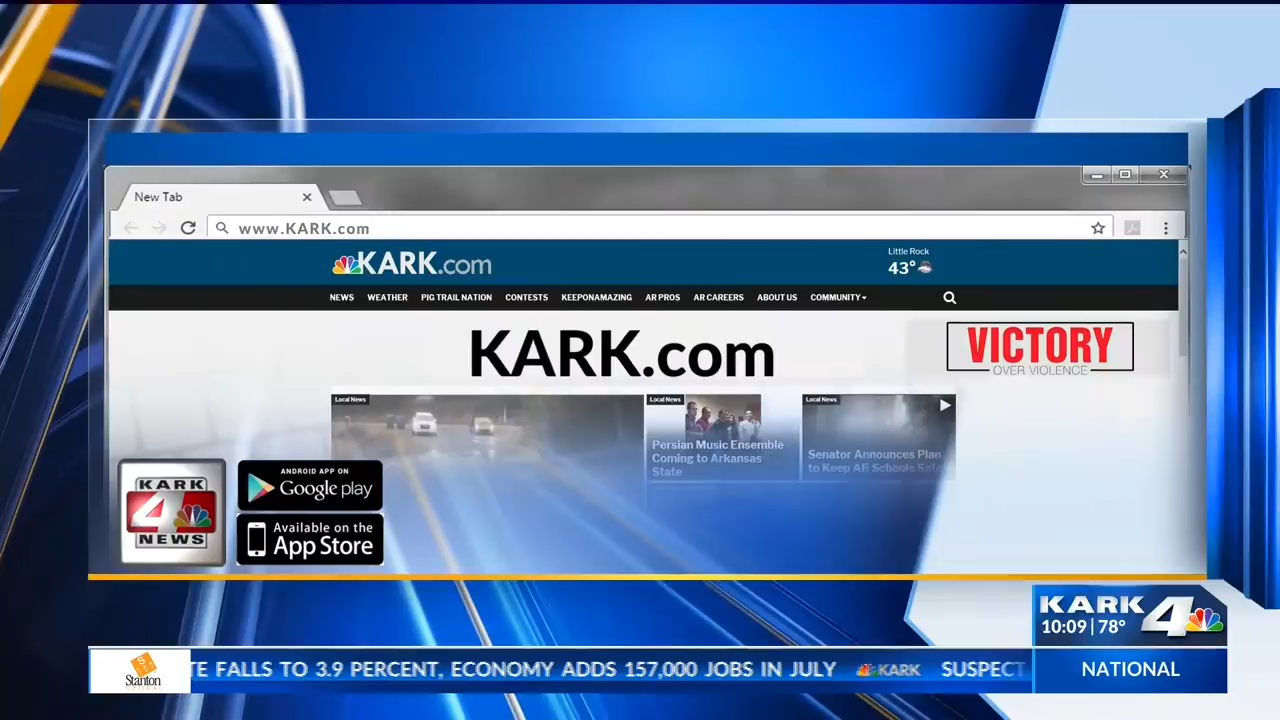 New Tab
www.KARK.com
KARK.com
Little Rock
43°
NEWS WEATHER PIG TRAIL NATION CONTESTS KEEPONAMAZING AR PROS AR CAREERS ABOUT US COMMUNITY
KARK.com
VICTORY
OVER VIOLENCE
Local News
Local News
Persian Music Ensemble
Coming to Arkansas
State
Local News
Senator Announces Plan
to Keep AR Schools Safe
KARK
4
NEWS
ANDROID APP ON
Google play
Available on the
App Store
KARK 4
10:09 | 78°
Stanton
OPTICAL
TE FALLS TO 3.9 PERCENT, ECONOMY ADDS 157,000 JOBS IN JULY KARK SUSPECT
NATIONAL